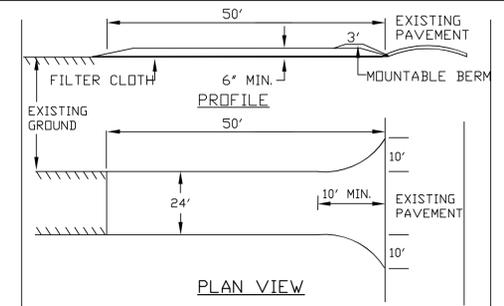 50'
EXISTING
PAVEMENT
3'
FILTER CLOTH
6" MIN.
MOUNTABLE BERM
PROFILE
EXISTING
GROUND
50'
10'
24'
10' MIN.
EXISTING
PAVEMENT
10'
PLAN VIEW